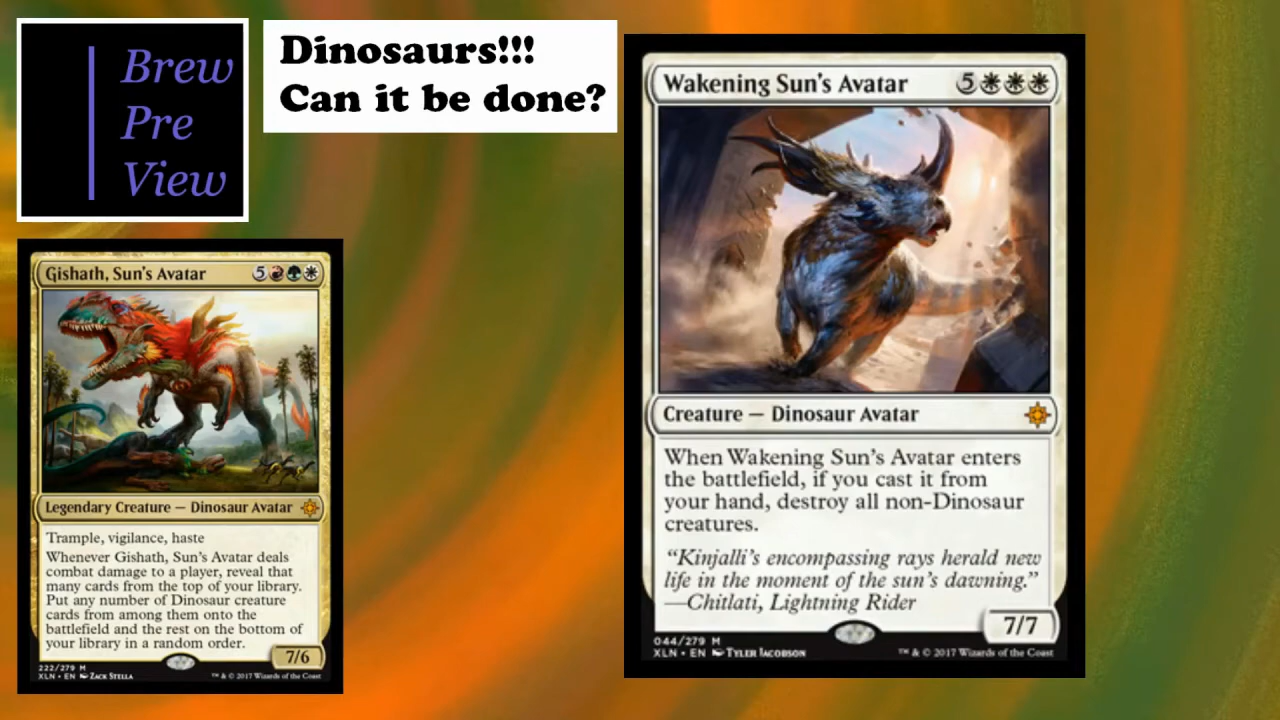 Brew
Pre
View
Dinosaurs!!!
Can it be done?
Gishath, Sun's Avatar 5
Legendary Creature — Dinosaur Avatar
Trample, vigilance, haste
Whenever Gishath, Sun's Avatar deals
combat damage to a player, reveal that
many cards from the top of your library.
Put any number of Dinosaur creature
cards from among them onto the
battlefield and the rest on the bottom of
your library in a random order.
7/6
222/279 M
XLN • EN Zack Stella
™ & © 2017 Wizards of the Coast
Wakening Sun's Avatar 5
Creature — Dinosaur Avatar
When Wakening Sun's Avatar enters
the battlefield, if you cast it from
your hand, destroy all non-Dinosaur
creatures.
"Kinjalli's encompassing rays herald new
life in the moment of the sun's dawning."
—Chitlati, Lightning Rider
7/7
044/279 M
XLN • EN Tyler Jacobson
™ & © 2017 Wizards of the Coast